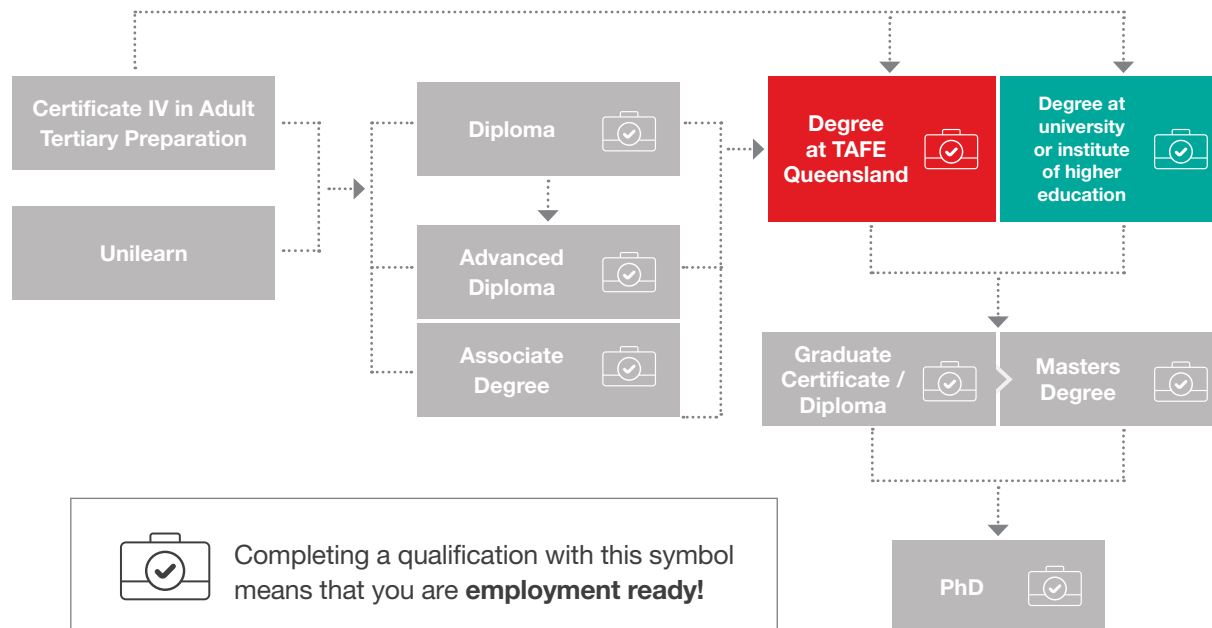 Certificate IV in Adult
Tertiary Preparation
Unilearn
Diploma
Advanced
Diploma
Associate
Degree
Degree
at TAFE
Queensland
Degree at
university
or institute
of higher
education
Graduate
Certificate /
Diploma
Masters
Degree
PhD
Completing a qualification with this symbol
means that you are employment ready!